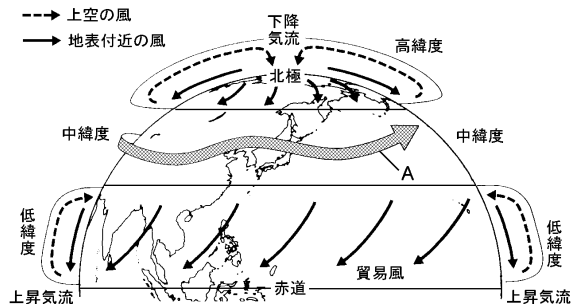 上空の風
地表付近の風
下降
気流
高緯度
北極
中緯度
中緯度
A
低緯度
低緯度
貿易風
上昇気流
赤道
上昇気流